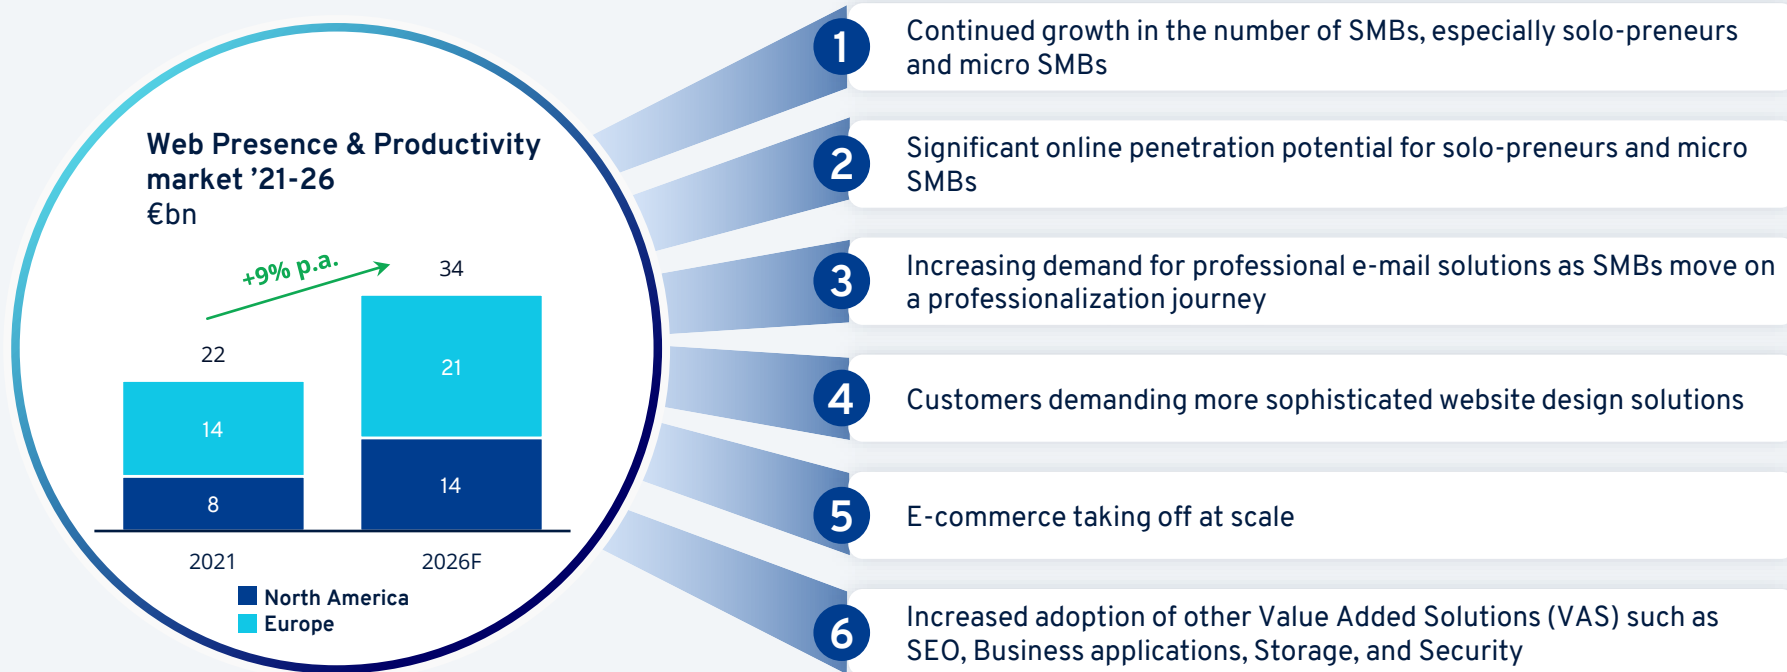 Web Presence & Productivity
market ’21-26
€bn
+9% p.a.
34
22
21
14
14
8
2021
2026F
North America
Europe
1
Continued growth in the number of SMBs, especially solo-preneurs
and micro SMBs
2
Significant online penetration potential for solo-preneurs and micro
SMBs
3
Increasing demand for professional e-mail solutions as SMBs move on
a professionalization journey
4
Customers demanding more sophisticated website design solutions
5
E-commerce taking off at scale
6
Increased adoption of other Value Added Solutions (VAS) such as
SEO, Business applications, Storage, and Security